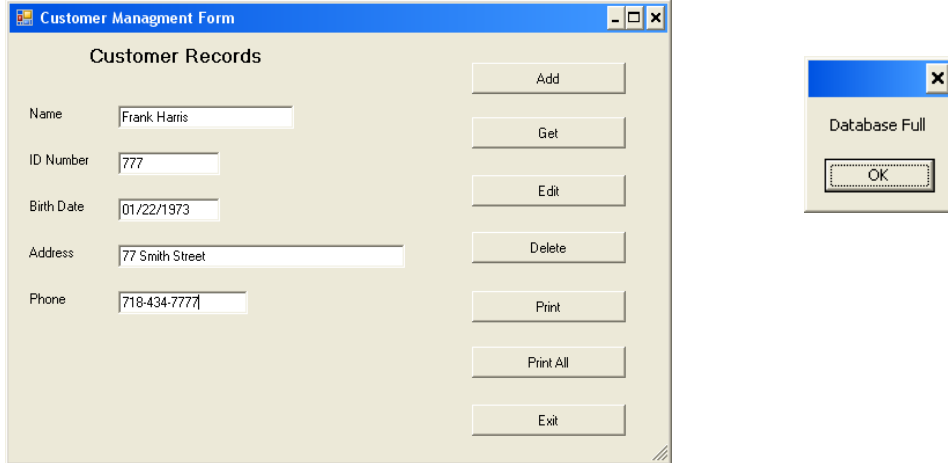 Customer Managment Form
Customer Records
Name Frank Harris
ID Number 777
Birth Date 01/22/1973
Address 77 Smith Street
Phone 718-434-7777
Add
Get
Edit
Delete
Print
Print All
Exit
Database Full
OK